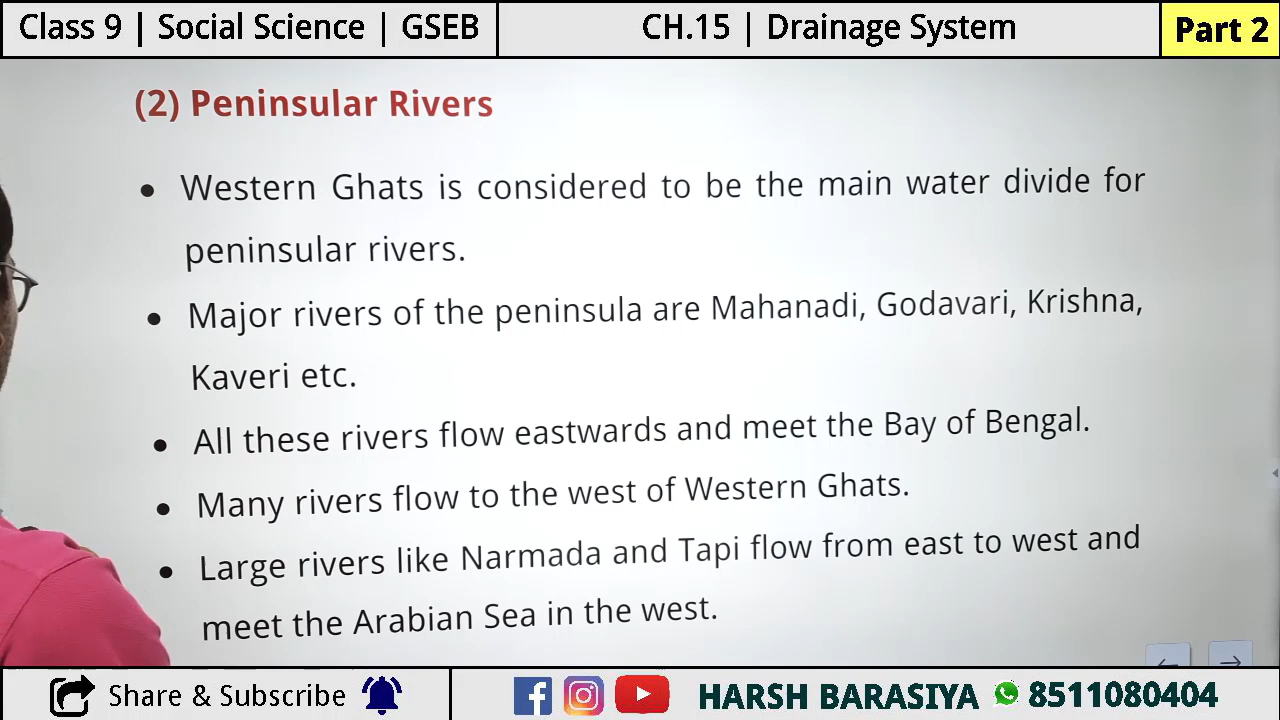 Class 9 | Social Science | GSEB
CH.15 | Drainage System
Part 2
(2) Peninsular Rivers
• Western Ghats is considered to be the main water divide for
peninsular rivers.
• Major rivers of the peninsula are Mahanadi, Godavari, Krishna,
Kaveri etc.
• All these rivers flow eastwards and meet the Bay of Bengal.
• Many rivers flow to the west of Western Ghats.
• Large rivers like Narmada and Tapi flow from east to west and
meet the Arabian Sea in the west.
Share & Subscribe
HARSH BARASIYA
8511080404